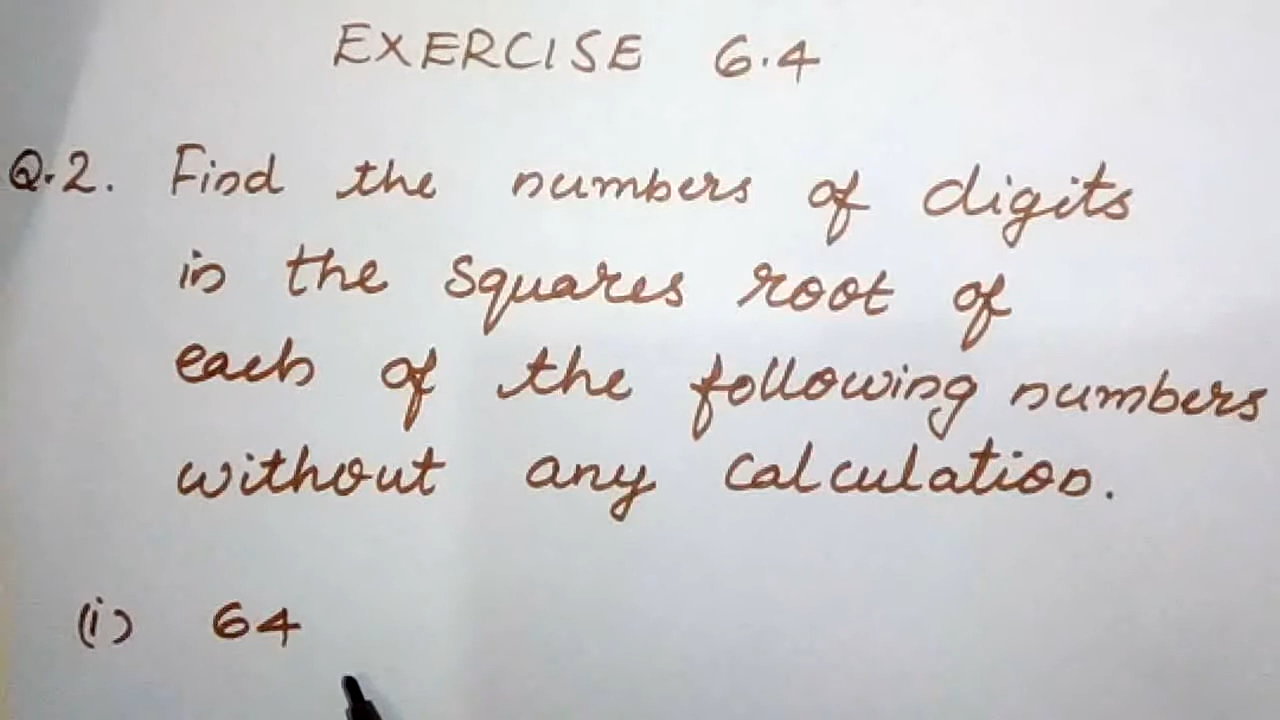 EXERCISE 6.4
Q.2. Find the numbers of digits
in the squares root of
each of the following numbers
without any calculation.
(i) 64